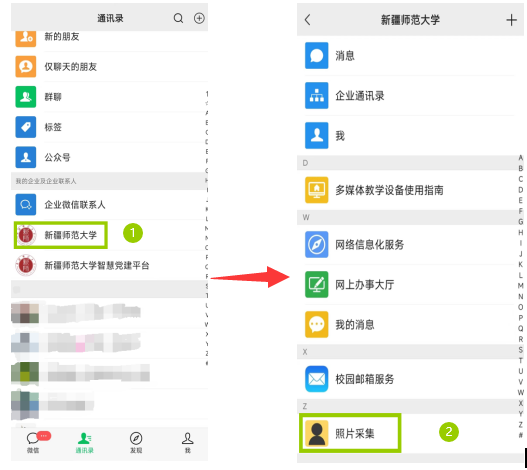 通讯录
新的朋友
仅聊天的朋友
群聊
标签
公众号
我的企业及企业联系人
企业微信联系人
新疆师范大学
1
新疆师范大学智慧党建平台
微信
通讯录
发现
我
新疆师范大学
消息
企业通讯录
我
D
多媒体教学设备使用指南
W
网络信息化服务
网上办事大厅
我的消息
X
校园邮箱服务
Z
照片采集
2
A
B
C
D
E
F
G
H
I
J
K
L
M
N
O
P
Q
R
S
T
U
V
W
X
Y
Z
#